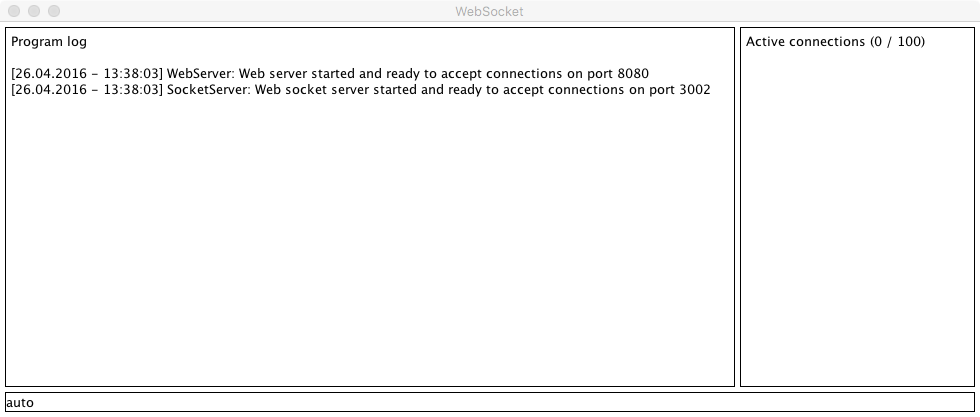 WebSocket
Program log
[26.04.2016 - 13:38:03] WebServer: Web server started and ready to accept connections on port 8080
[26.04.2016 - 13:38:03] SocketServer: Web socket server started and ready to accept connections on port 3002
Active connections (0 / 100)
auto